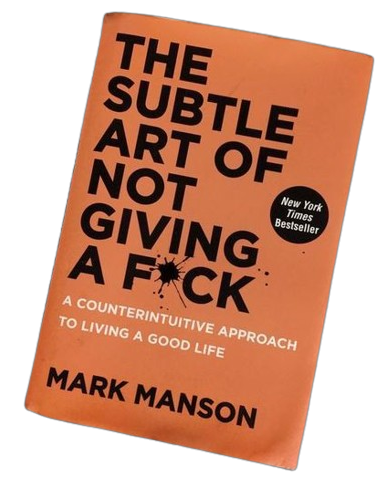 THE
SUBTLE
ART OF
NOT
GIVING
A F*CK
New York
Times
Bestseller
A COUNTERINTUITIVE APPROACH
TO LIVING A GOOD LIFE
MARK MANSON